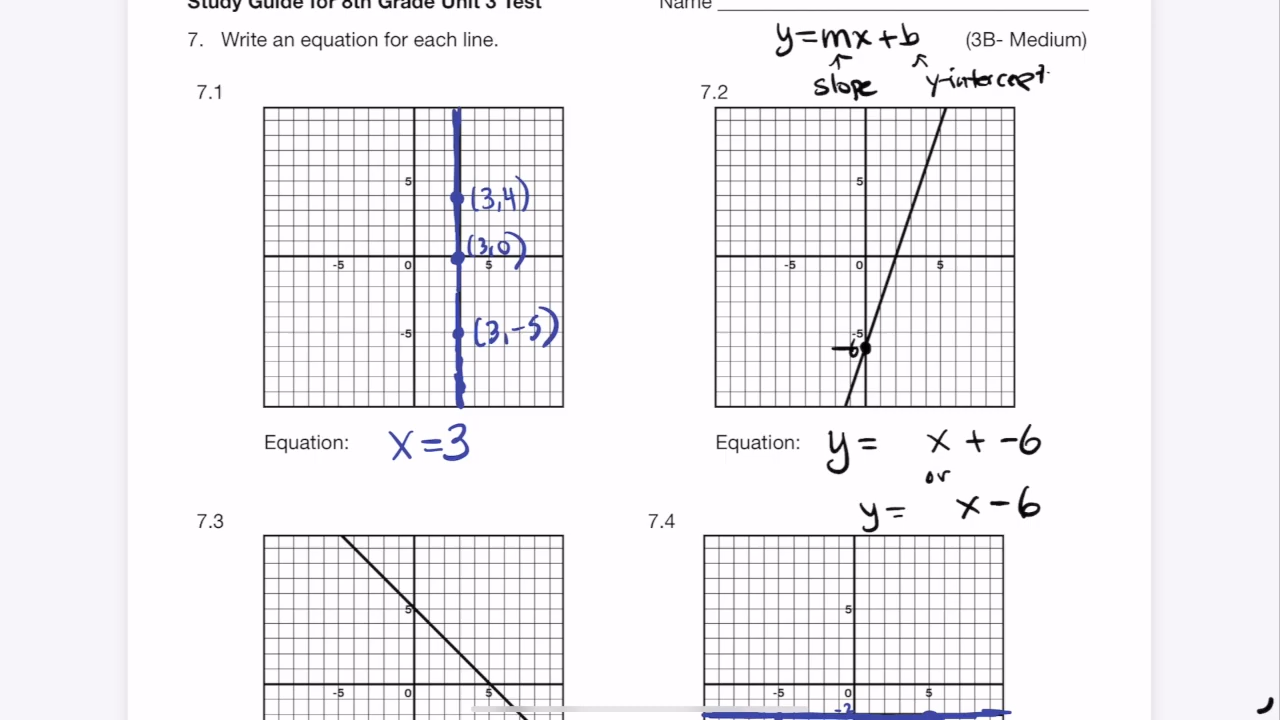 Study Guide for 8th Grade Unit 3 Test
Name
7. Write an equation for each line.
y=mx+b
(3B- Medium)
slope
y-intercept
7.1
7.2
5
(3,4)
(3,0)
-5
0
5
-5
(3,-5)
5
-5
0
5
-5
-6
Equation: x=3
Equation: y= x + -6
or
y= x-6
7.3
7.4
5
-5
0
5
5
-5
0
5
-2